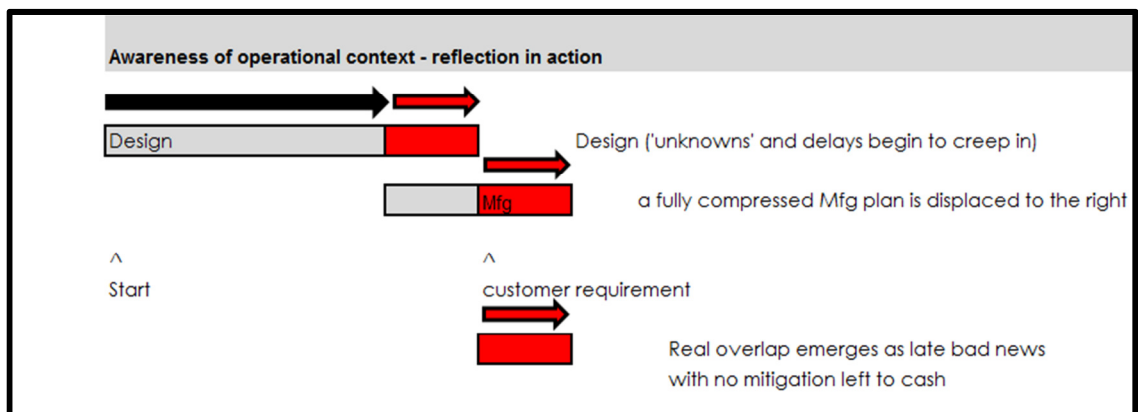 Awareness of operational context - reflection in action
Design
Design ('unknowns' and delays begin to creep in)
Mfg
a fully compressed Mfg plan is displaced to the right
^ ^
Start
customer requirement
Real overlap emerges as late bad news
with no mitigation left to cash